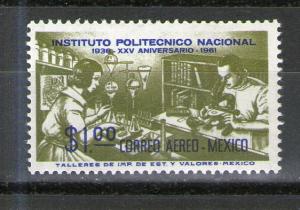 INSTITUTO POLITECNICO NACIONAL
1936-XXV ANIVERSARIO-1961
$1.00 CORREO AEREO-MEXICO
TALLERES DE IMP. DE EST. Y VALORES-MEXICO